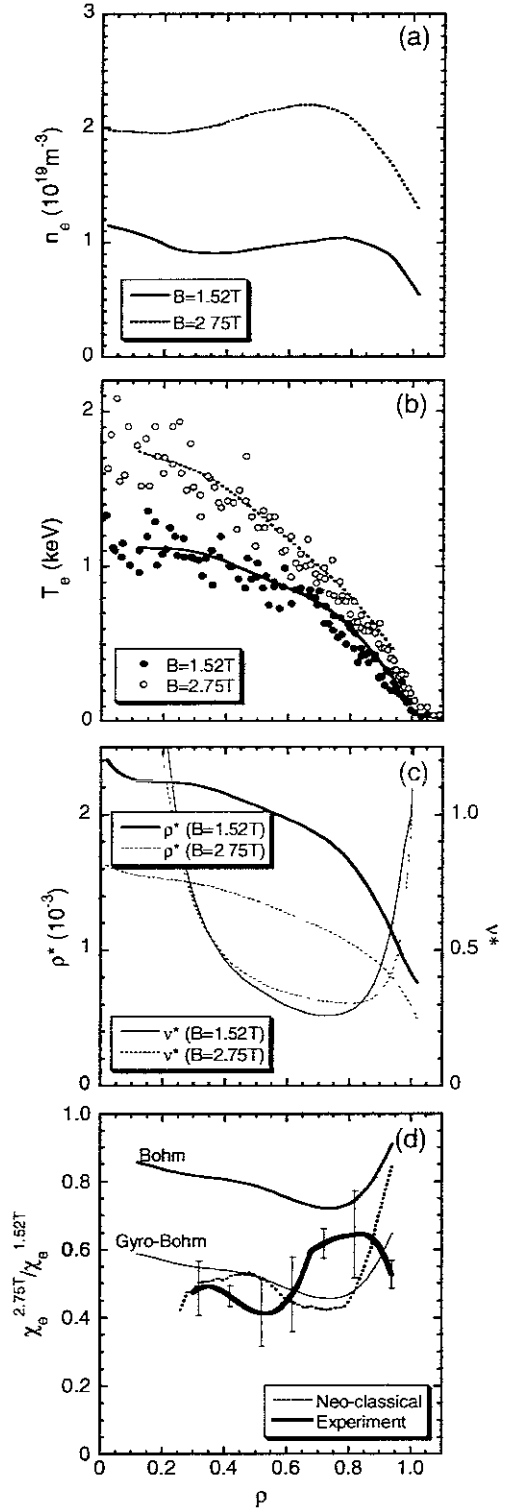 (a)
3
2
1
0
n_e (10^19 m^-3)
B=1.52T
B=2 75T
(b)
2
1
0
T_e (keV)
B=1.52T
B=2.75T
(c)
2
1
0
ρ* (10^-3)
1.0
0.5
0
ν*
ρ* (B=1.52T)
ρ* (B=2 75T)
ν* (B=1.52T)
ν* (B=2.75T)
(d)
1.0
0.8
0.6
0.4
0.2
0.0
χ_e^2.75T/χ_e^1.52T
Bohm
Gyro-Bohm
Neo-classical
Experiment
0 0.2 0.4 0.6 0.8 1.0
ρ